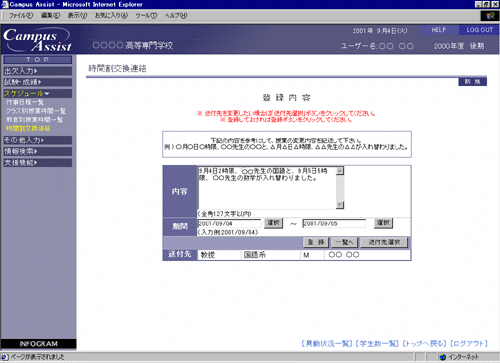 Campus Assist - Microsoft Internet Explorer
ファイル(F) 編集(E) 表示(V) お気に入り(A) ツール(T) ヘルプ(H)
Campus Assist
2001年 9月4日(火) HELP LOG OUT
○○○○高等専門学校 ユーザー名:○○ ○○ 2000年度 後期
T O P
出欠入力
試験・成績
スケジュール
行事日程一覧
クラス別授業時間一覧
教官別授業時間一覧
時間割交換連絡
その他入力
情報検索
支援機能
時間割交換連絡
新 規
登 録 内 容
※ 送付先を変更したい場合は「送付先選択」ボタンをクリックしてください。
※ 登録しておければ登録ボタンをクリックしてください。
下記の内容を参考にして、授業の変更内容を記述して下さい。
例)○月○日○時限、○○先生の○○と、△月△日△時限、△△先生の△△が入れ替わりました。
内容
9月4日2時限、○○先生の国語と、9月5日5時
限、○○先生の数学が入れ替わりました。
(全角127文字以内)
期間 2001/09/04 選択 ～ 2001/09/05 選択
(入力例:2001/09/04)
登 録 一覧へ 送付先選択
送付先 教授 国語系 M ○○ ○○
[異動状況一覧] [学生数一覧] [トップへ戻る] [ログアウト]
INFOGRAM
ページが表示されました インターネット